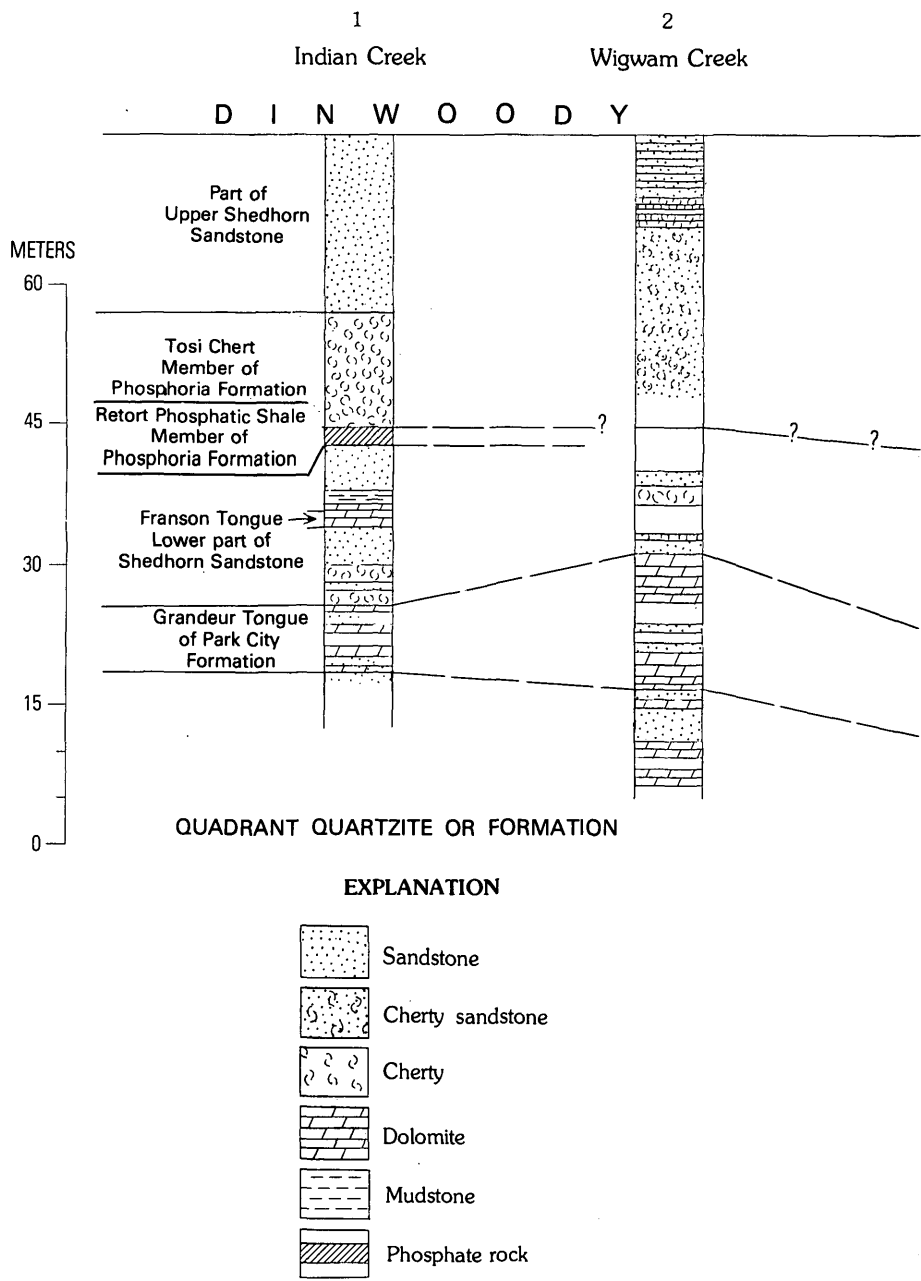 1
2
Indian Creek
Wigwam Creek
D I N W O O D Y
Part of
Upper Shedhorn
Sandstone
METERS
60
Tosi Chert
Member of
Phosphoria Formation
Retort Phosphatic Shale
Member of
Phosphoria Formation
45
?
?
?
Franson Tongue
Lower part of
Shedhorn Sandstone
30
Grandeur Tongue
of Park City
Formation
15
0
QUADRANT QUARTZITE OR FORMATION
EXPLANATION
Sandstone
Cherty sandstone
Cherty
Dolomite
Mudstone
Phosphate rock